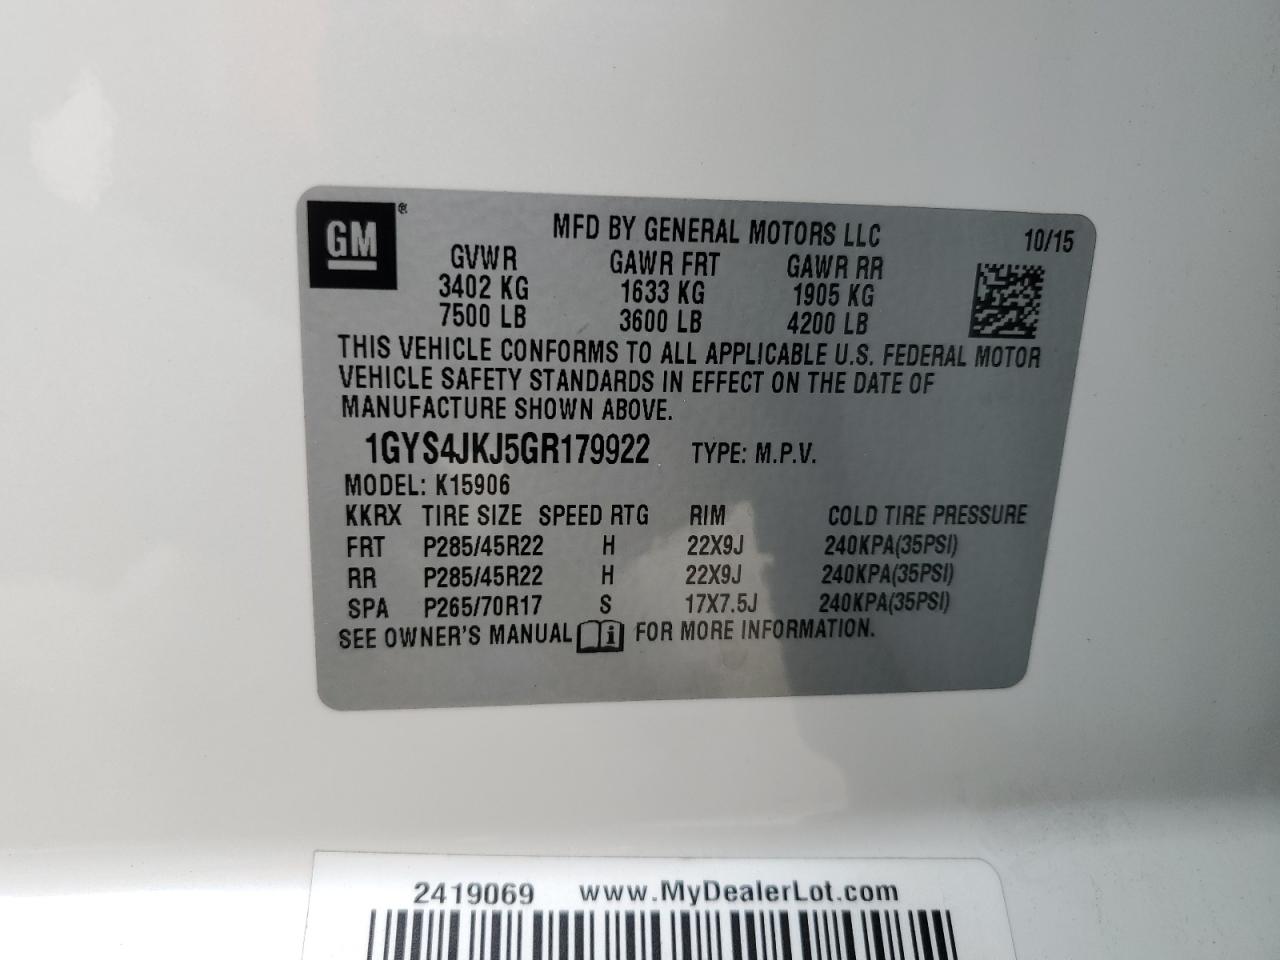 GM®
MFD BY GENERAL MOTORS LLC 10/15
GVWR GAWR FRT GAWR RR
3402 KG 1633 KG 1905 KG
7500 LB 3600 LB 4200 LB
THIS VEHICLE CONFORMS TO ALL APPLICABLE U.S. FEDERAL MOTOR
VEHICLE SAFETY STANDARDS IN EFFECT ON THE DATE OF
MANUFACTURE SHOWN ABOVE.
1GYS4JKJ5GR179922 TYPE: M.P.V.
MODEL: K15906
KKRX TIRE SIZE SPEED RTG RIM COLD TIRE PRESSURE
FRT P285/45R22 H 22X9J 240KPA(35PSI)
RR P285/45R22 H 22X9J 240KPA(35PSI)
SPA P265/70R17 S 17X7.5J 240KPA(35PSI)
SEE OWNER'S MANUAL i FOR MORE INFORMATION.
2419069 www.MyDealerLot.com